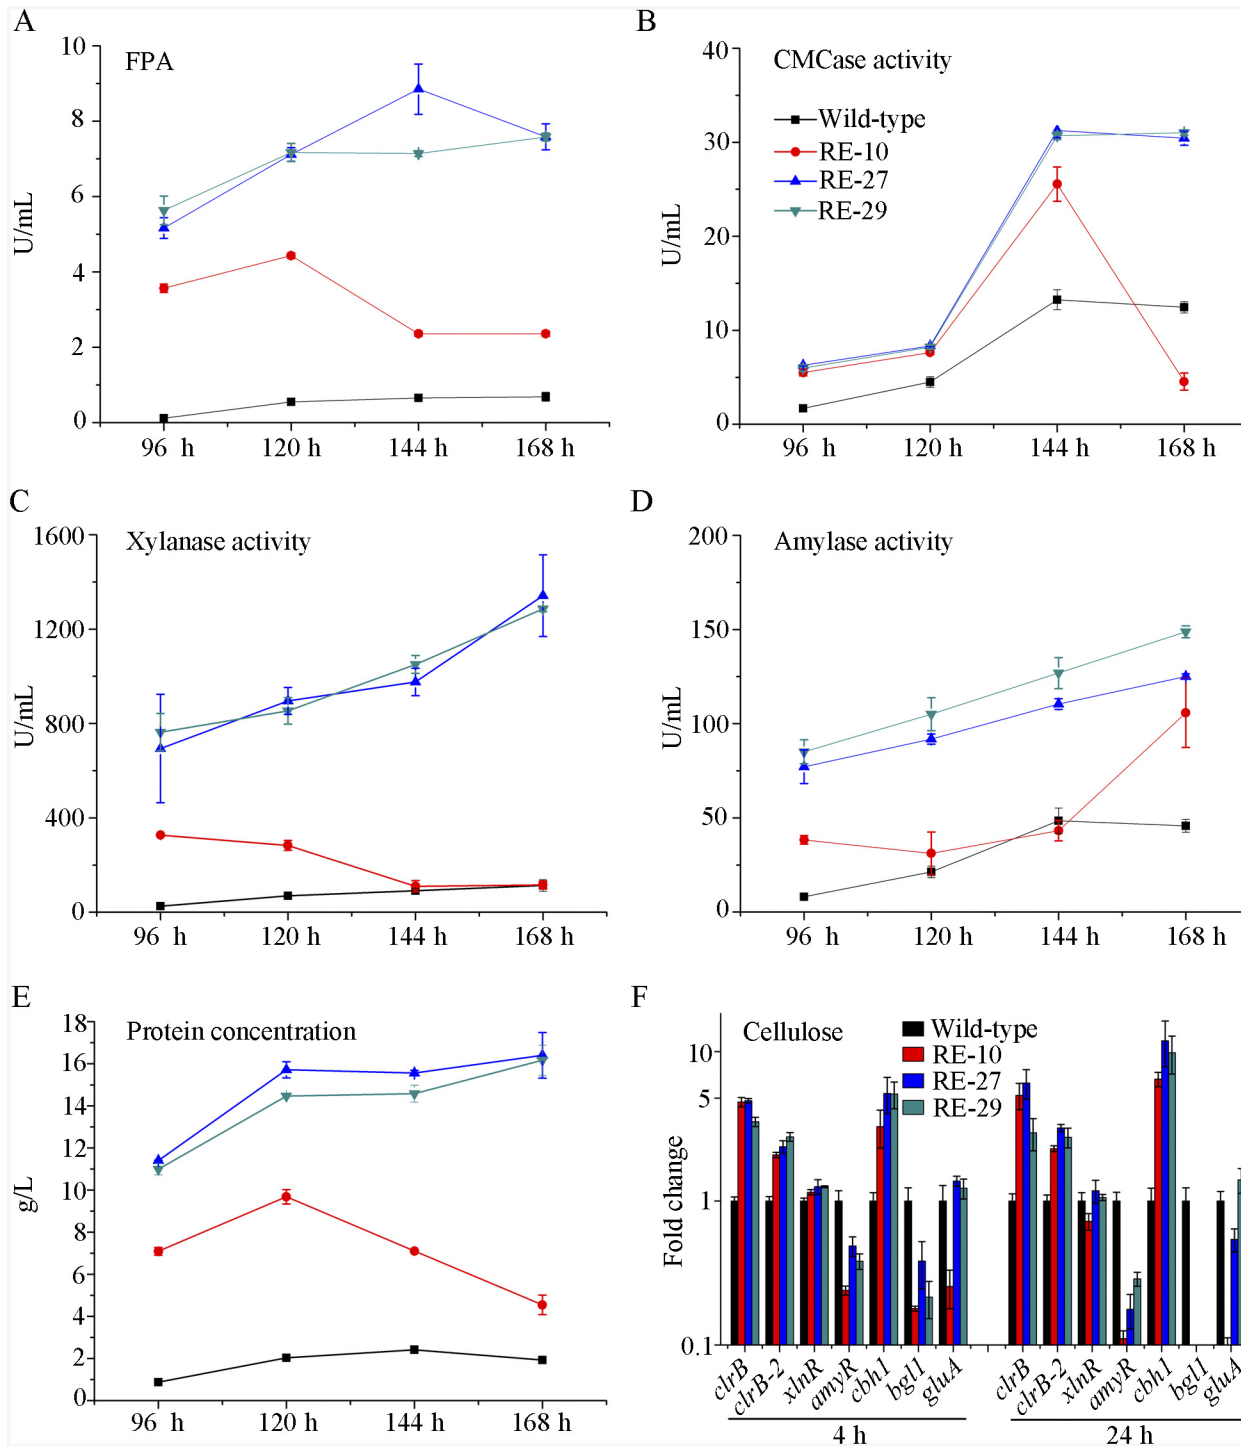 A
FPA
10
8
6
4
2
0
U/mL
96 h
120 h
144 h
168 h
B
CMCase activity
Wild-type
RE-10
RE-27
RE-29
40
30
20
10
0
U/mL
96 h
120 h
144 h
168 h
C
Xylanase activity
1600
1200
800
400
0
U/mL
96 h
120 h
144 h
168 h
D
Amylase activity
200
150
100
50
0
U/mL
96 h
120 h
144 h
168 h
E
Protein concentration
18
16
14
12
10
8
6
4
2
0
g/L
96 h
120 h
144 h
168 h
F
Cellulose
Wild-type
RE-10
RE-27
RE-29
10
5
1
0.1
Fold change
clrB
clrB-2
xlnR
amyR
cbh1
bgl1
gluA
clrB
clrB-2
xlnR
amyR
cbh1
bgl1
gluA
4 h
24 h